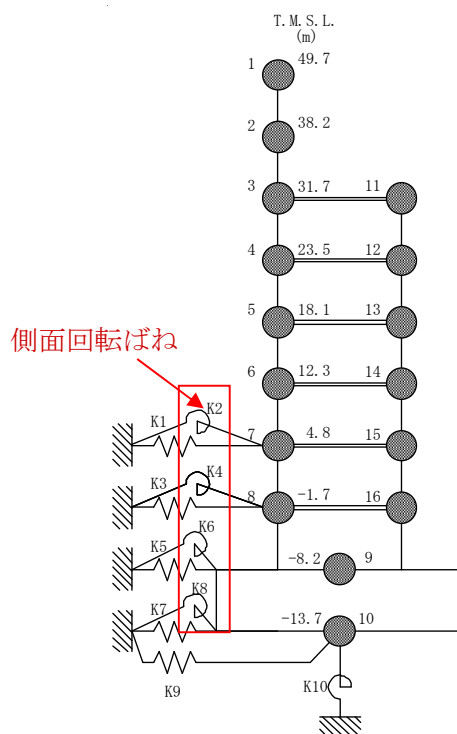 T.M.S.L.
(m)
1 49.7
2 38.2
3 31.7 11
4 23.5 12
5 18.1 13
側面回転ばね
6 12.3 14
K2
K1 7 4.8 15
K4
K3 8 -1.7 16
K6
K5 -8.2 9
K8
K7 -13.7 10
K9 K10